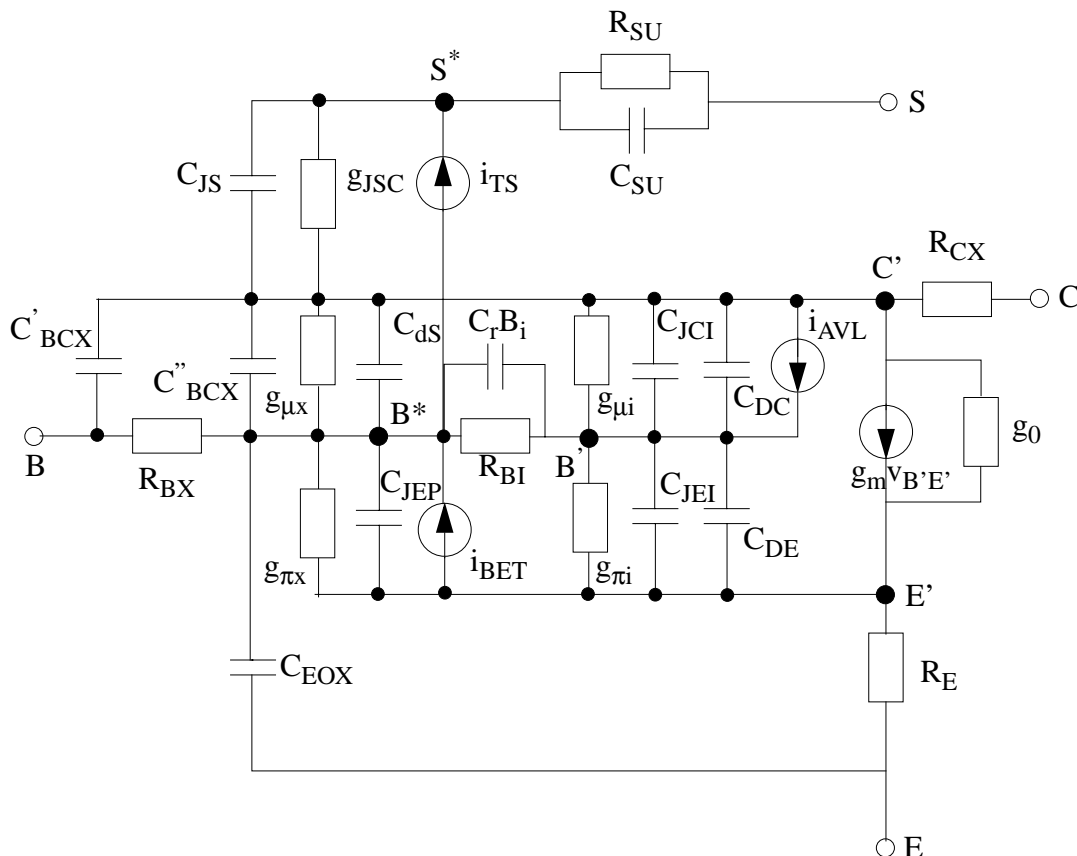 R_SU
S*
S
C_JS
g_JSC
i_TS
C_SU
R_CX
C'
C
C'_BCX
C_dS
C_rB_i
C_JCI
i_AVL
C''_BCX
g_μx
g_μi
C_DC
B*
g_0
B
R_BX
R_BI
B'
g_mv_B'E'
C_JEP
C_JEI
C_DE
g_πx
i_BET
g_πi
E'
C_EOX
R_E
E